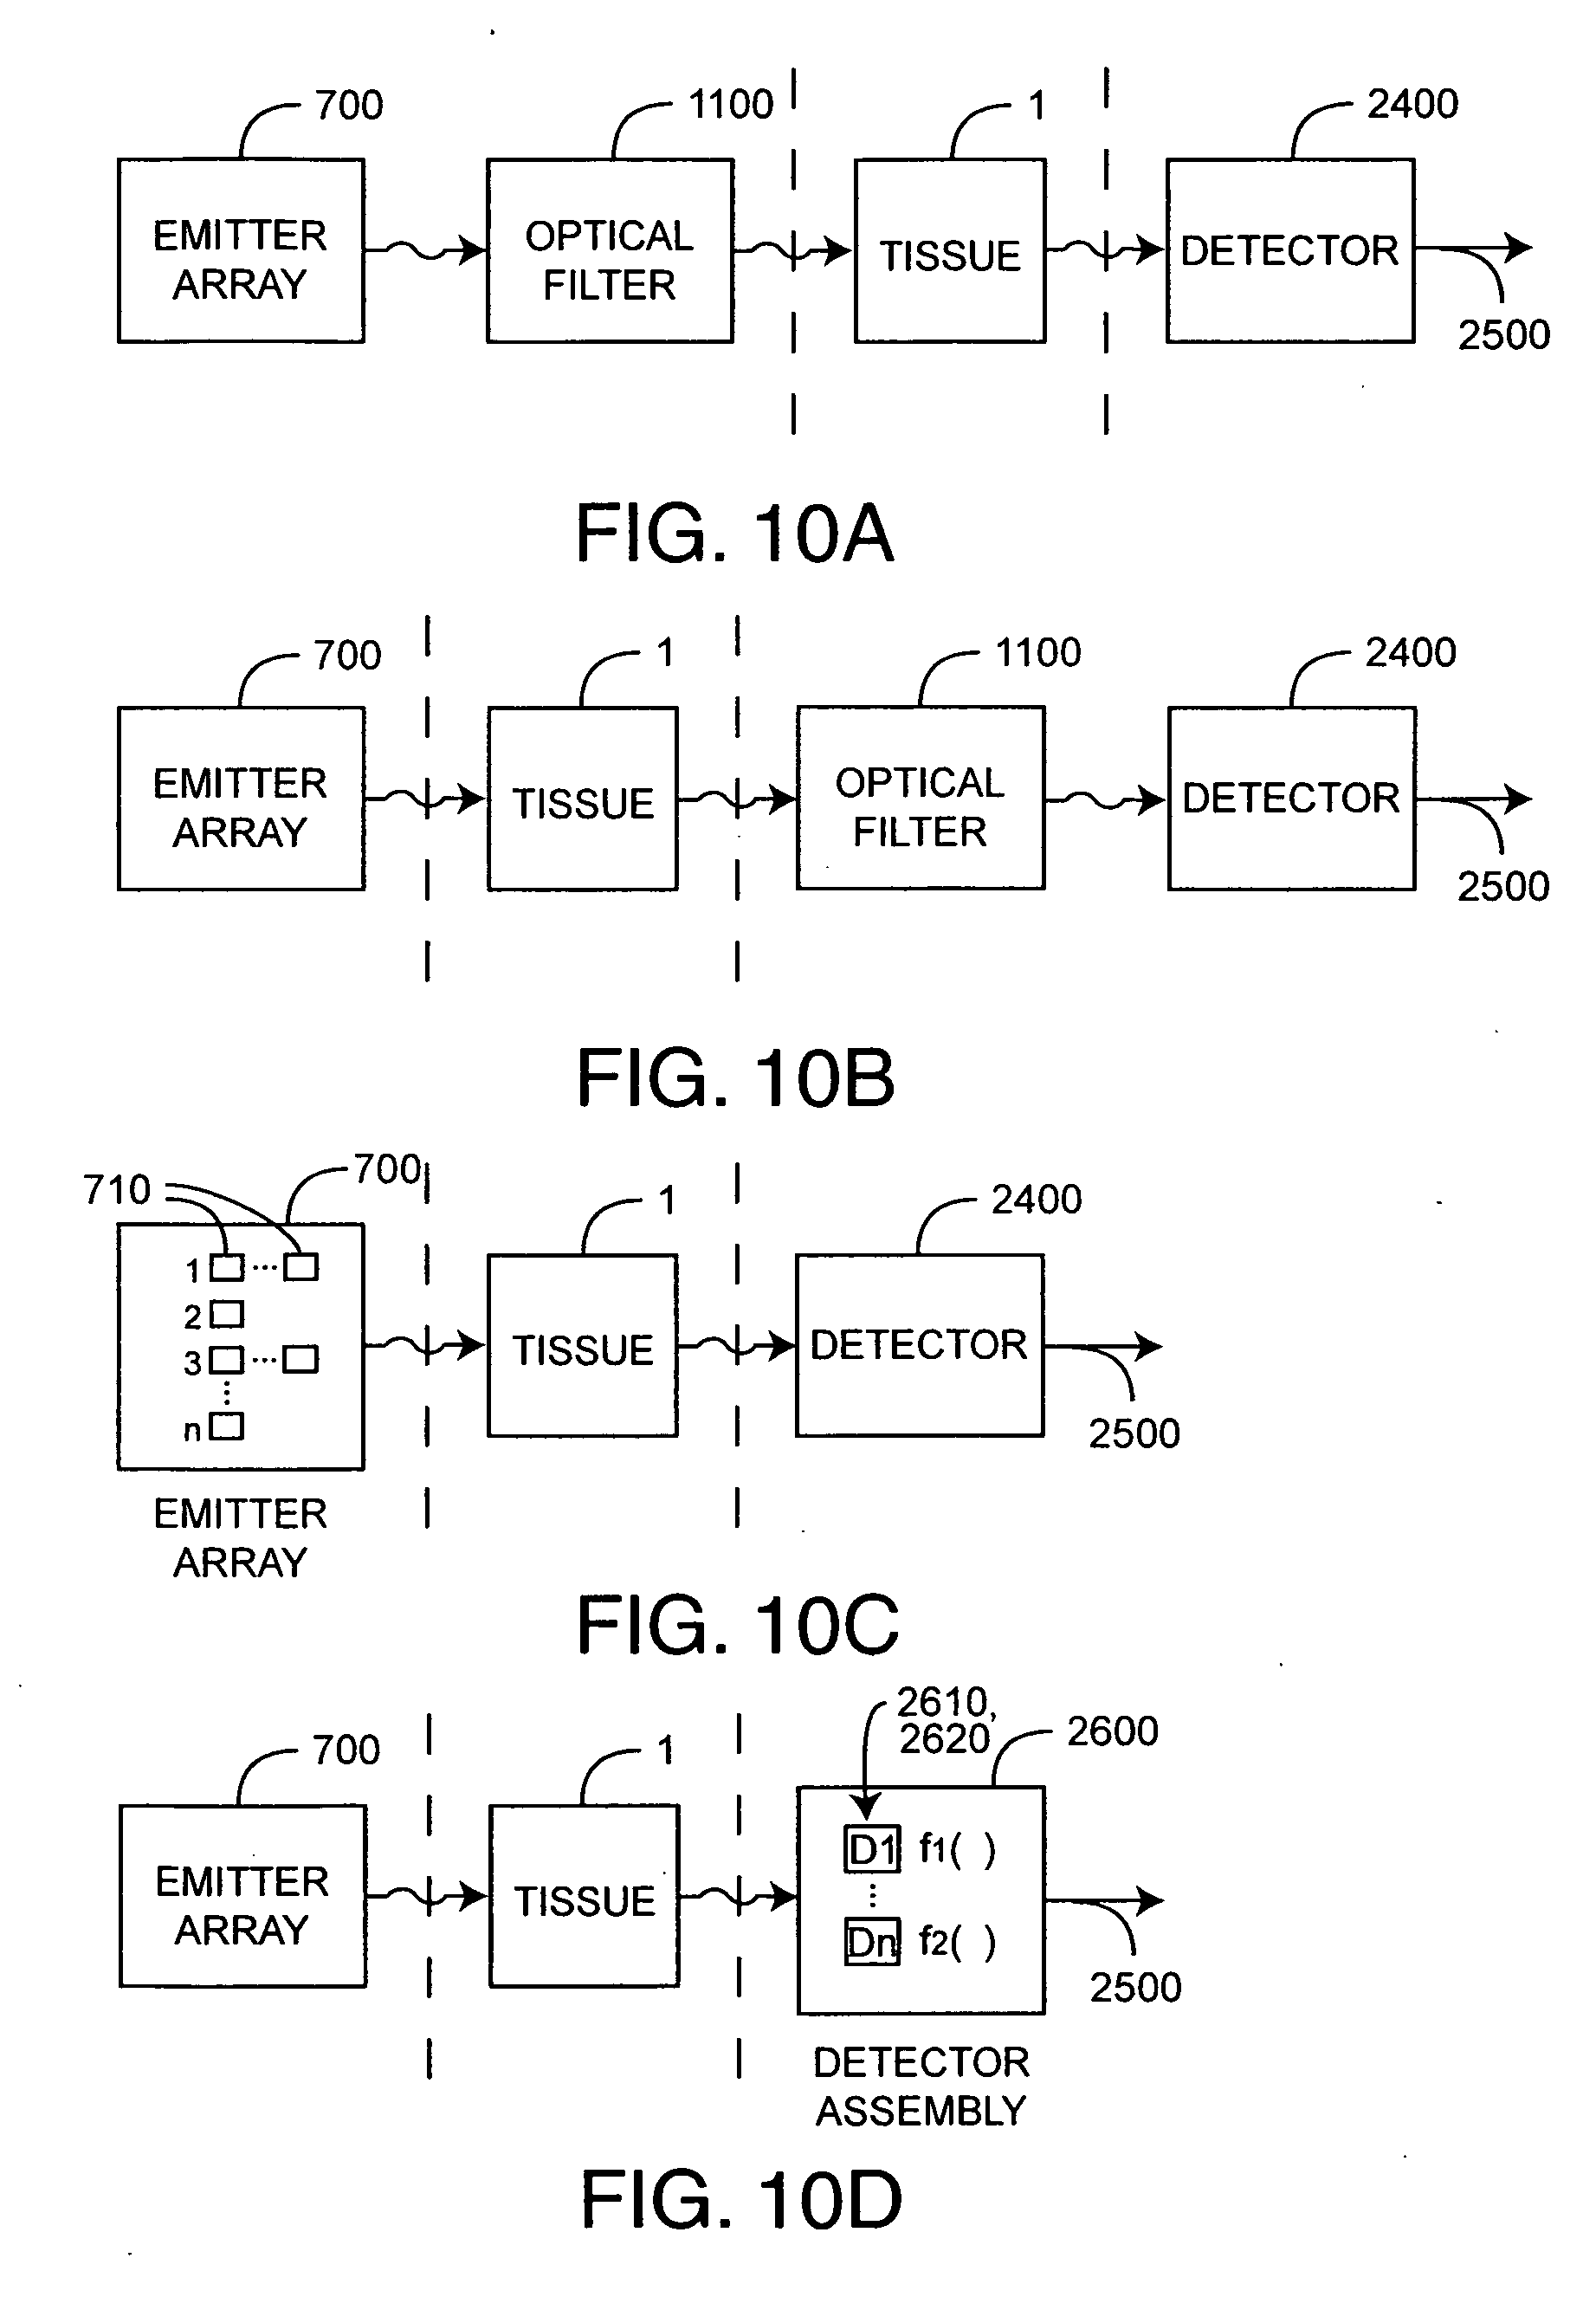 700
1100
1
2400
EMITTER
ARRAY
OPTICAL
FILTER
TISSUE
DETECTOR
2500
FIG. 10A
700
1
1100
2400
EMITTER
ARRAY
TISSUE
OPTICAL
FILTER
DETECTOR
2500
FIG. 10B
710
700
1
2400
1 ...
2
3 ...
n
TISSUE
DETECTOR
2500
EMITTER
ARRAY
FIG. 10C
2610,
2620
700
1
2600
EMITTER
ARRAY
TISSUE
D1 f1( )
Dn f2( )
2500
DETECTOR
ASSEMBLY
FIG. 10D